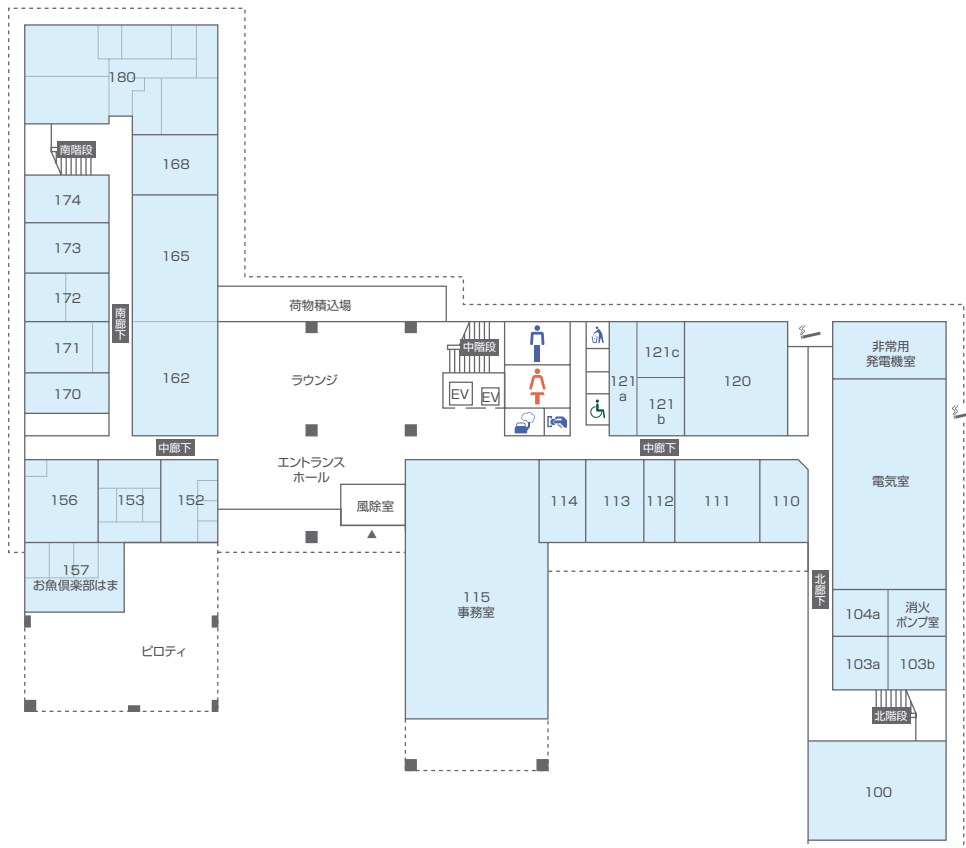 180
南階段
168
174
173
165
172
荷物積込場
南廊下
171
中階段
非常用
発電機室
121c
ラウンジ
162
120
121
a
170
EV
EV
121
b
中廊下
中廊下
エントランス
ホール
156
153
152
風除室
114
113
112
111
110
電気室
157
お魚倶楽部はま
115
事務室
北廊下
104a
消火
ポンプ室
ピロティ
103a
103b
北階段
100